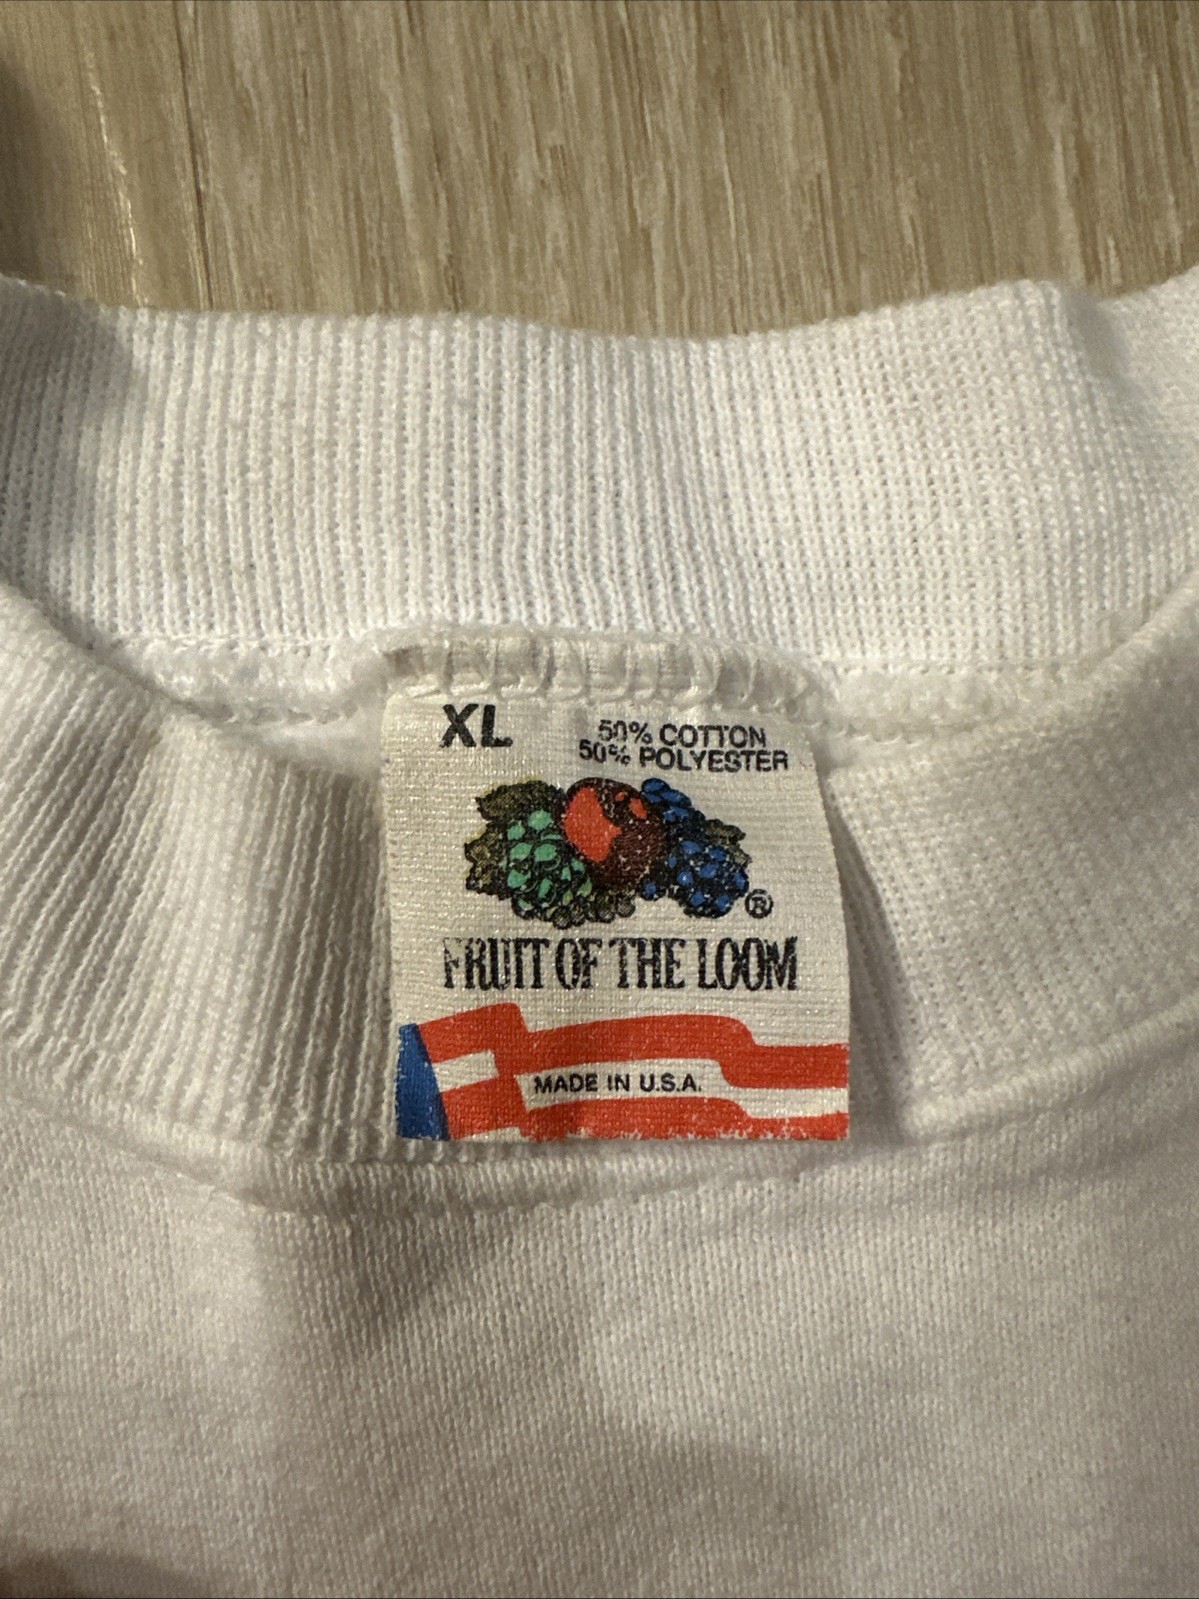 XL
50% COTTON
50% POLYESTER
®
FRUIT OF THE LOOM
MADE IN U.S.A.